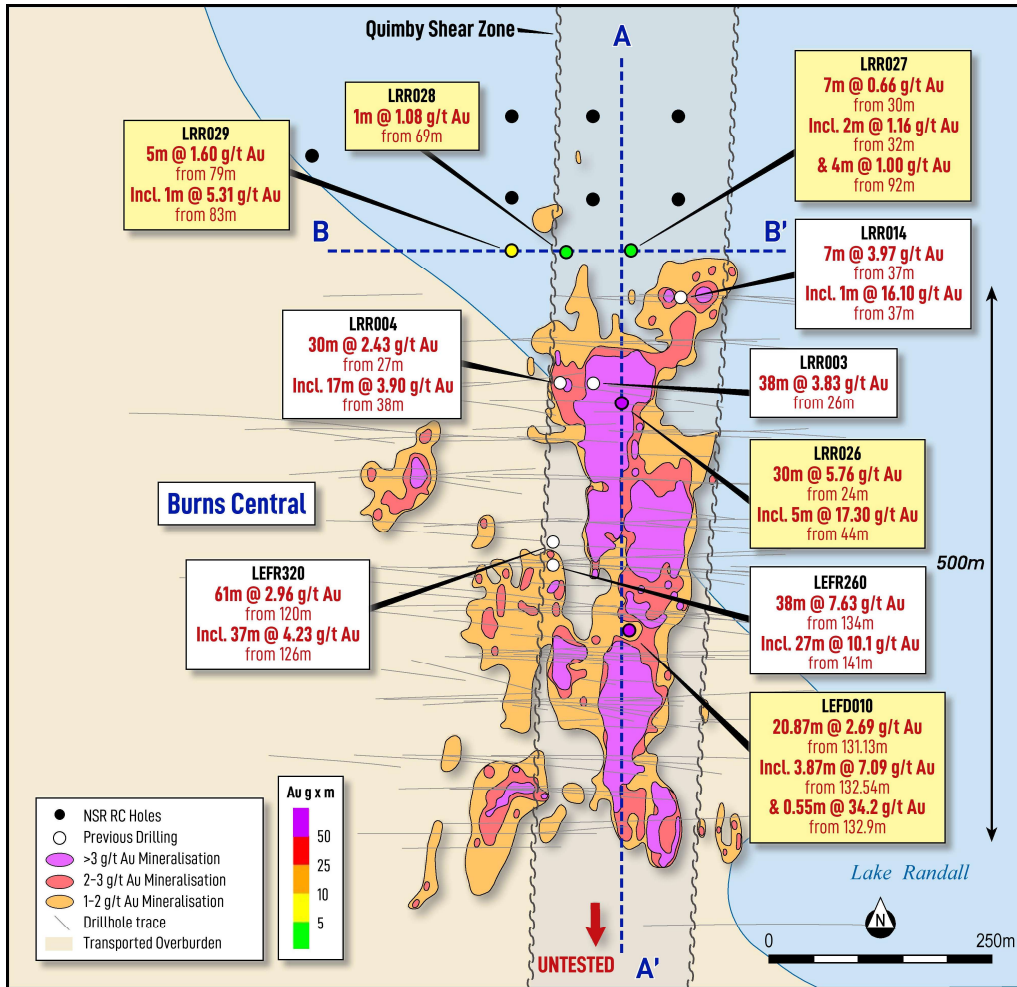 Quimby Shear Zone
A
LRR027
7m @ 0.66 g/t Au
from 30m
Incl. 2m @ 1.16 g/t Au
from 32m
& 4m @ 1.00 g/t Au
from 92m
LRR028
1m @ 1.08 g/t Au
from 69m
LRR029
5m @ 1.60 g/t Au
from 79m
Incl. 1m @ 5.31 g/t Au
from 83m
B
B'
LRR014
7m @ 3.97 g/t Au
from 37m
Incl. 1m @ 16.10 g/t Au
from 37m
LRR004
30m @ 2.43 g/t Au
from 27m
Incl. 17m @ 3.90 g/t Au
from 38m
LRR003
38m @ 3.83 g/t Au
from 26m
LRR026
30m @ 5.76 g/t Au
from 24m
Incl. 5m @ 17.30 g/t Au
from 44m
Burns Central
500m
LEFR320
61m @ 2.96 g/t Au
from 120m
Incl. 37m @ 4.23 g/t Au
from 126m
LEFR260
38m @ 7.63 g/t Au
from 134m
Incl. 27m @ 10.1 g/t Au
from 141m
LEFD010
20.87m @ 2.69 g/t Au
from 131.13m
Incl. 3.87m @ 7.09 g/t Au
from 132.54m
& 0.55m @ 34.2 g/t Au
from 132.9m
NSR RC Holes
Previous Drilling
>3 g/t Au Mineralisation
2-3 g/t Au Mineralisation
1-2 g/t Au Mineralisation
Drillhole trace
Transported Overburden
Au g x m
50
25
10
5
Lake Randall
N
0
250m
UNTESTED
A'